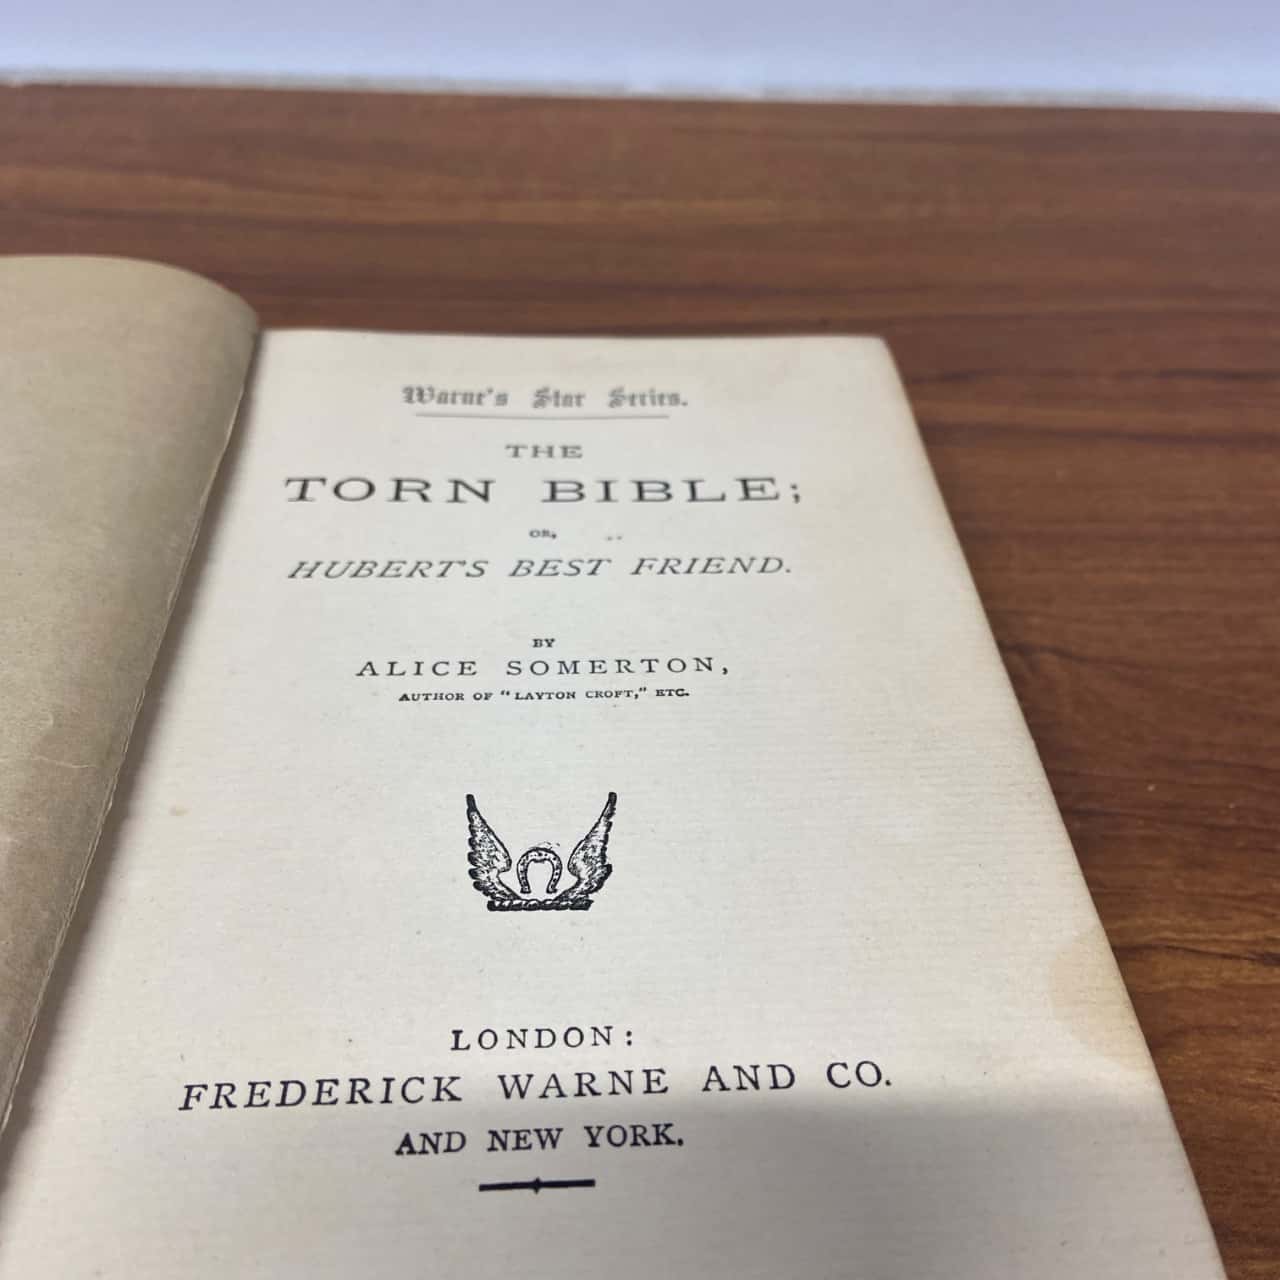 Warne's Star Series.
THE
TORN BIBLE;
OR,
HUBERT'S BEST FRIEND.
BY
ALICE SOMERTON,
AUTHOR OF "LAYTON CROFT," ETC.
LONDON:
FREDERICK WARNE AND CO.
AND NEW YORK.